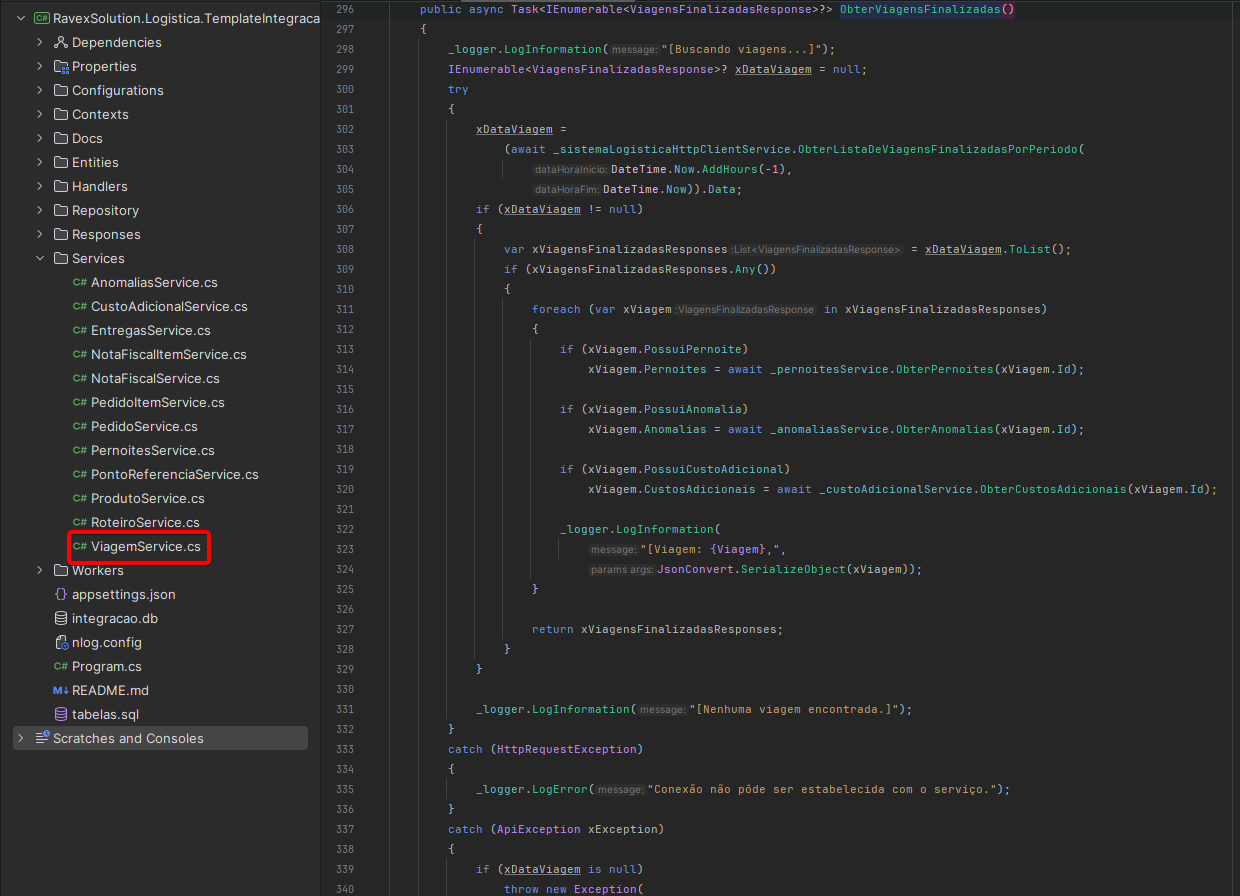 RavexSolution.Logistica.TemplateIntegraca
Dependencies
Properties
Configurations
Contexts
Docs
Entities
Handlers
Repository
Responses
Services
C# AnomaliasService.cs
C# CustoAdicionalService.cs
C# EntregasService.cs
C# NotaFiscalItemService.cs
C# NotaFiscalService.cs
C# PedidoItemService.cs
C# PedidoService.cs
C# PernoitesService.cs
C# PontoReferenciaService.cs
C# ProdutoService.cs
C# RoteiroService.cs
C# ViagemService.cs
Workers
{} appsettings.json
integracao.db
nlog.config
C# Program.cs
M↓ README.md
tabelas.sql
Scratches and Consoles
296 public async Task<IEnumerable<ViagensFinalizadasResponse>?> ObterViagensFinalizadas()
297 {
298 _logger.LogInformation( message: "[Buscando viagens...]");
299 IEnumerable<ViagensFinalizadasResponse>? xDataViagem = null;
300 try
301 {
302 xDataViagem =
303 (await _sistemaLogisticaHttpClientService.ObterListaDeViagensFinalizadasPorPeriodo(
304 dataHoraInicio: DateTime.Now.AddHours(-1),
305 dataHoraFim: DateTime.Now)).Data;
306 if (xDataViagem != null)
307 {
308 var xViagensFinalizadasResponses :List<ViagensFinalizadasResponse> = xDataViagem.ToList();
309 if (xViagensFinalizadasResponses.Any())
310 {
311 foreach (var xViagem :ViagensFinalizadasResponse in xViagensFinalizadasResponses)
312 {
313 if (xViagem.PossuiPernoite)
314 xViagem.Pernoites = await _pernoitesService.ObterPernoites(xViagem.Id);
315
316 if (xViagem.PossuiAnomalia)
317 xViagem.Anomalias = await _anomaliasService.ObterAnomalias(xViagem.Id);
318
319 if (xViagem.PossuiCustoAdicional)
320 xViagem.CustosAdicionais = await _custoAdicionalService.ObterCustosAdicionais(xViagem.Id);
321
322 _logger.LogInformation(
323 message: "[Viagem: {Viagem},",
324 params args: JsonConvert.SerializeObject(xViagem));
325 }
326
327 return xViagensFinalizadasResponses;
328 }
329 }
330
331 _logger.LogInformation( message: "[Nenhuma viagem encontrada.]");
332 }
333 catch (HttpRequestException)
334 {
335 _logger.LogError( message: "Conexão não pôde ser estabelecida com o serviço.");
336 }
337 catch (ApiException xException)
338 {
339 if (xDataViagem is null)
340 throw new Exception(